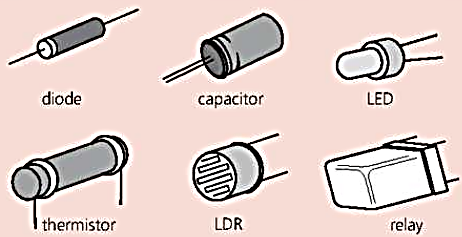 diode capacitor LED
thermistor LDR relay